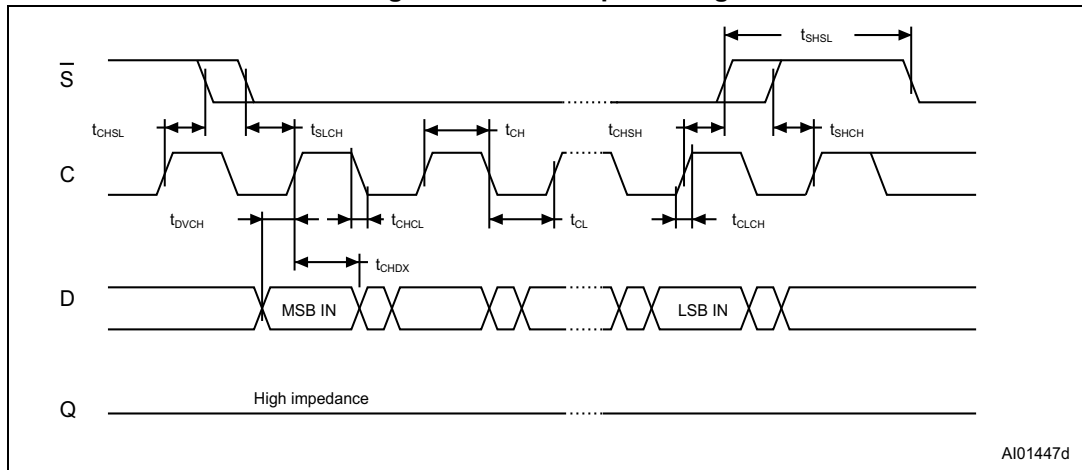 tSHSL
S
tCHSL
tSLCH
tCH
tCHSH
tSHCH
C
tDVCH
tCHCL
tCL
tCLCH
tCHDX
D
MSB IN
LSB IN
High impedance
Q
AI01447d